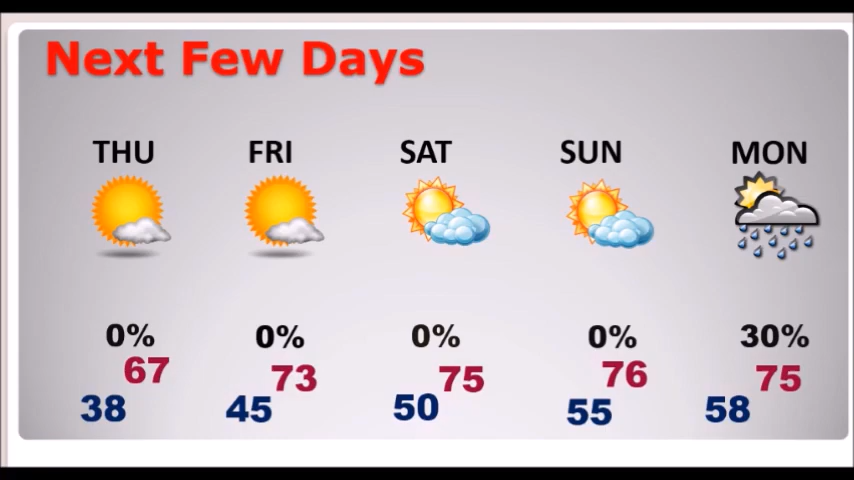 Next Few Days
THU FRI SAT SUN MON
0% 0% 0% 0% 30%
67 73 75 76 75
38 45 50 55 58